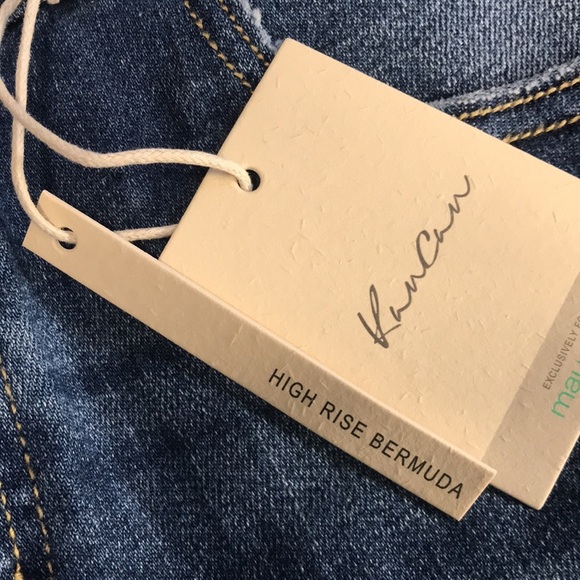 KanCan
HIGH RISE BERMUDA
EXCLUSIVELY